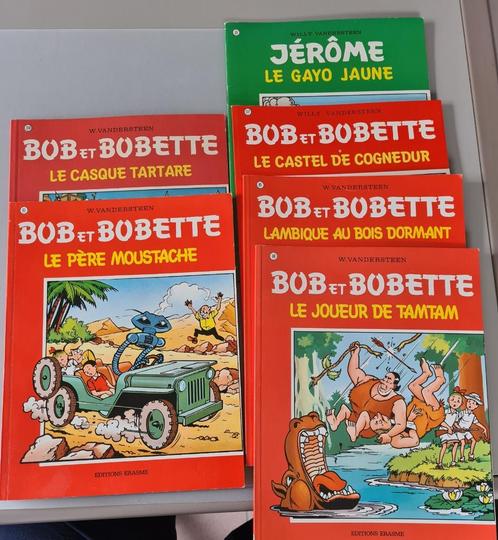 WILLY VANDERSTEEN
JÉRÔME
LE GAYO JAUNE
WILLY VANDERSTEEN
BOB ET BOBETTE
LE CASTEL DE COGNEDUR
W. VANDERSTEEN
BOB ET BOBETTE
LE CASQUE TARTARE
W. VANDERSTEEN
BOB ET BOBETTE
LAMBIQUE AU BOIS DORMANT
W. VANDERSTEEN
BOB ET BOBETTE
LE PÈRE MOUSTACHE
EDITIONS ERASME
W. VANDERSTEEN
BOB ET BOBETTE
LE JOUEUR DE TAMTAM
EDITIONS ERASME